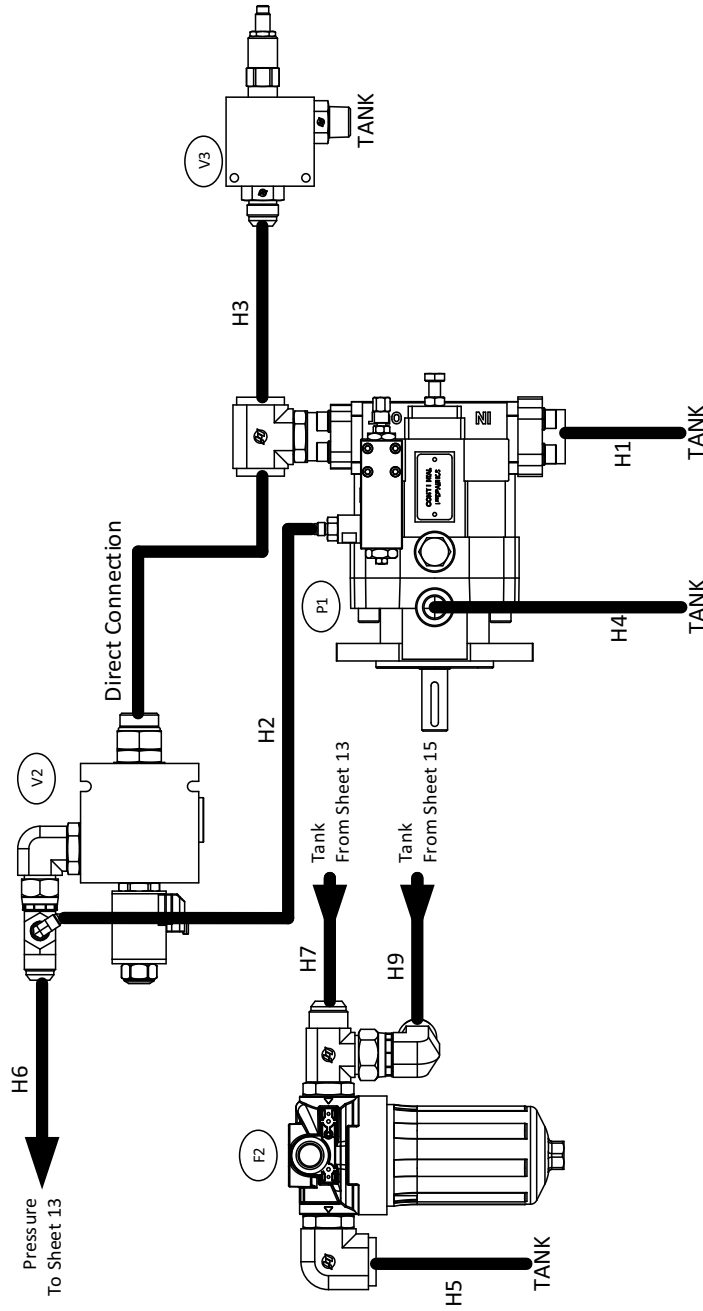 H6
Pressure
To Sheet 13
V2
Direct Connection
V3
H3
F2
H2
H7
Tank
From Sheet 13
P1
TANK
H9
Tank
From Sheet 15
O
IN
H5
TANK
H4
H1
TANK
TANK